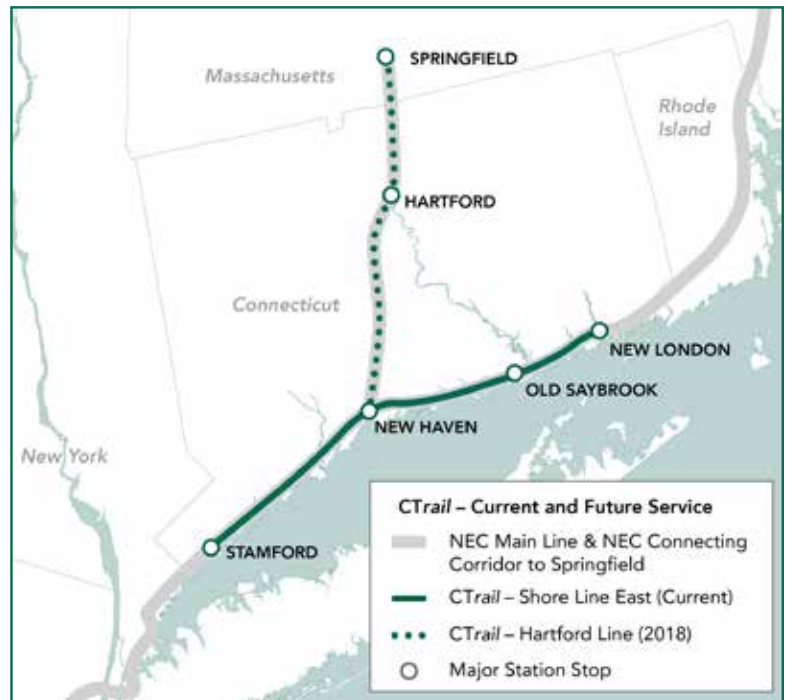 SPRINGFIELD
Massachusetts
Rhode
Island
HARTFORD
Connecticut
NEW LONDON
OLD SAYBROOK
NEW HAVEN
New York
STAMFORD
CTrail – Current and Future Service
NEC Main Line & NEC Connecting
Corridor to Springfield
CTrail – Shore Line East (Current)
CTrail – Hartford Line (2018)
Major Station Stop